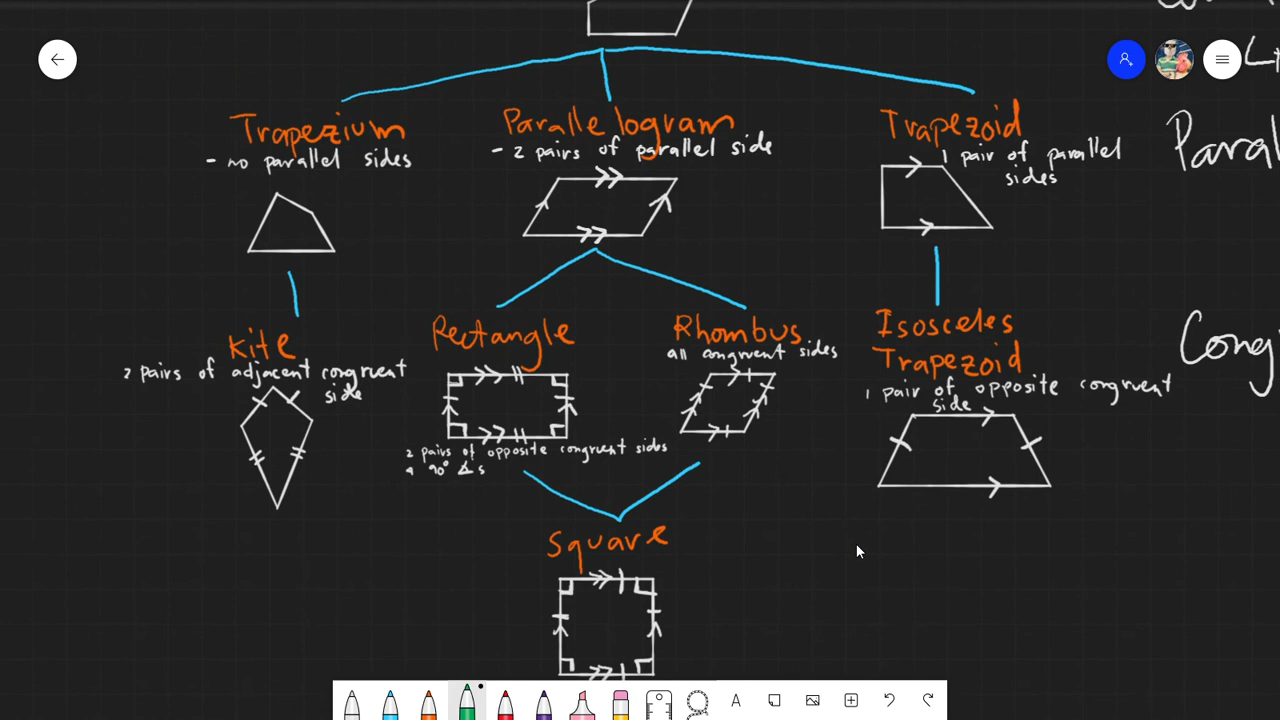 Trapezium
- no parallel sides
Parallelogram
- 2 pairs of parallel side
Trapezoid
1 pair of parallel
sides
Kite
2 pairs of adjacent congruent
side
Rectangle
2 pairs of opposite congruent sides
4 90° ∡s
Rhombus
all congruent sides
Isosceles
Trapezoid
1 pair of opposite congruent
side
Square
Paral
Cong
A